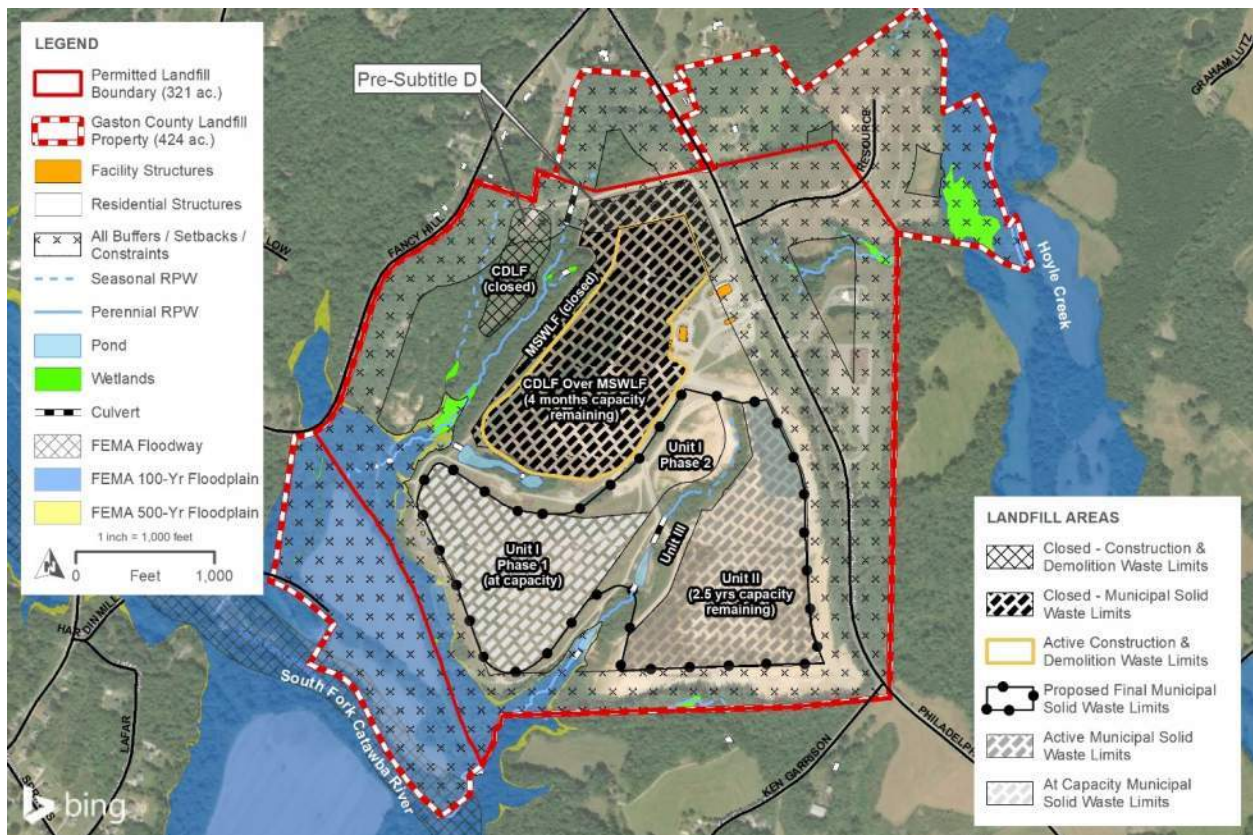 LEGEND
Permitted Landfill
Boundary (321 ac.)
Gaston County Landfill
Property (424 ac.)
Facility Structures
Residential Structures
All Buffers / Setbacks /
Constraints
Seasonal RPW
Perennial RPW
Pond
Wetlands
Culvert
FEMA Floodway
FEMA 100-Yr Floodplain
FEMA 500-Yr Floodplain
1 inch = 1,000 feet
0 Feet 1,000
Pre-Subtitle D
GRAHAM LUTZ
RESOURCE
FANCY HILL
LOW
Hoyle Creek
CDLF
(closed)
MSWLF (closed)
CDLF Over MSWLF
(4 months capacity
remaining)
Unit I
Phase 2
Unit III
Unit I
Phase 1
(at capacity)
Unit II
(2.5 yrs capacity
remaining)
South Fork Catawba River
LAFAR
KEN GARRISON
bing
LANDFILL AREAS
Closed - Construction &
Demolition Waste Limits
Closed - Municipal Solid
Waste Limits
Active Construction &
Demolition Waste Limits
Proposed Final Municipal
Solid Waste Limits
Active Municipal Solid
Waste Limits
At Capacity Municipal
Solid Waste Limits